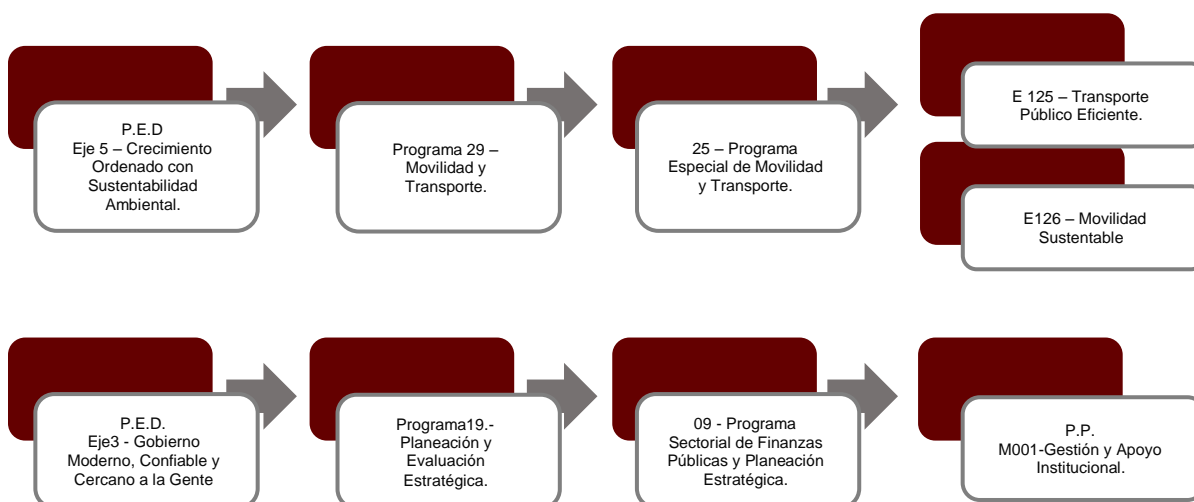 P.E.D
Eje 5 – Crecimiento
Ordenado con
Sustentabilidad
Ambiental.
Programa 29 –
Movilidad y
Transporte.
25 – Programa
Especial de Movilidad
y Transporte.
E 125 – Transporte
Público Eficiente.
E126 – Movilidad
Sustentable
P.E.D.
Eje3 - Gobierno
Moderno, Confiable y
Cercano a la Gente
Programa19.-
Planeación y
Evaluación
Estratégica.
09 - Programa
Sectorial de Finanzas
Públicas y Planeación
Estratégica.
P.P.
M001-Gestión y Apoyo
Institucional.